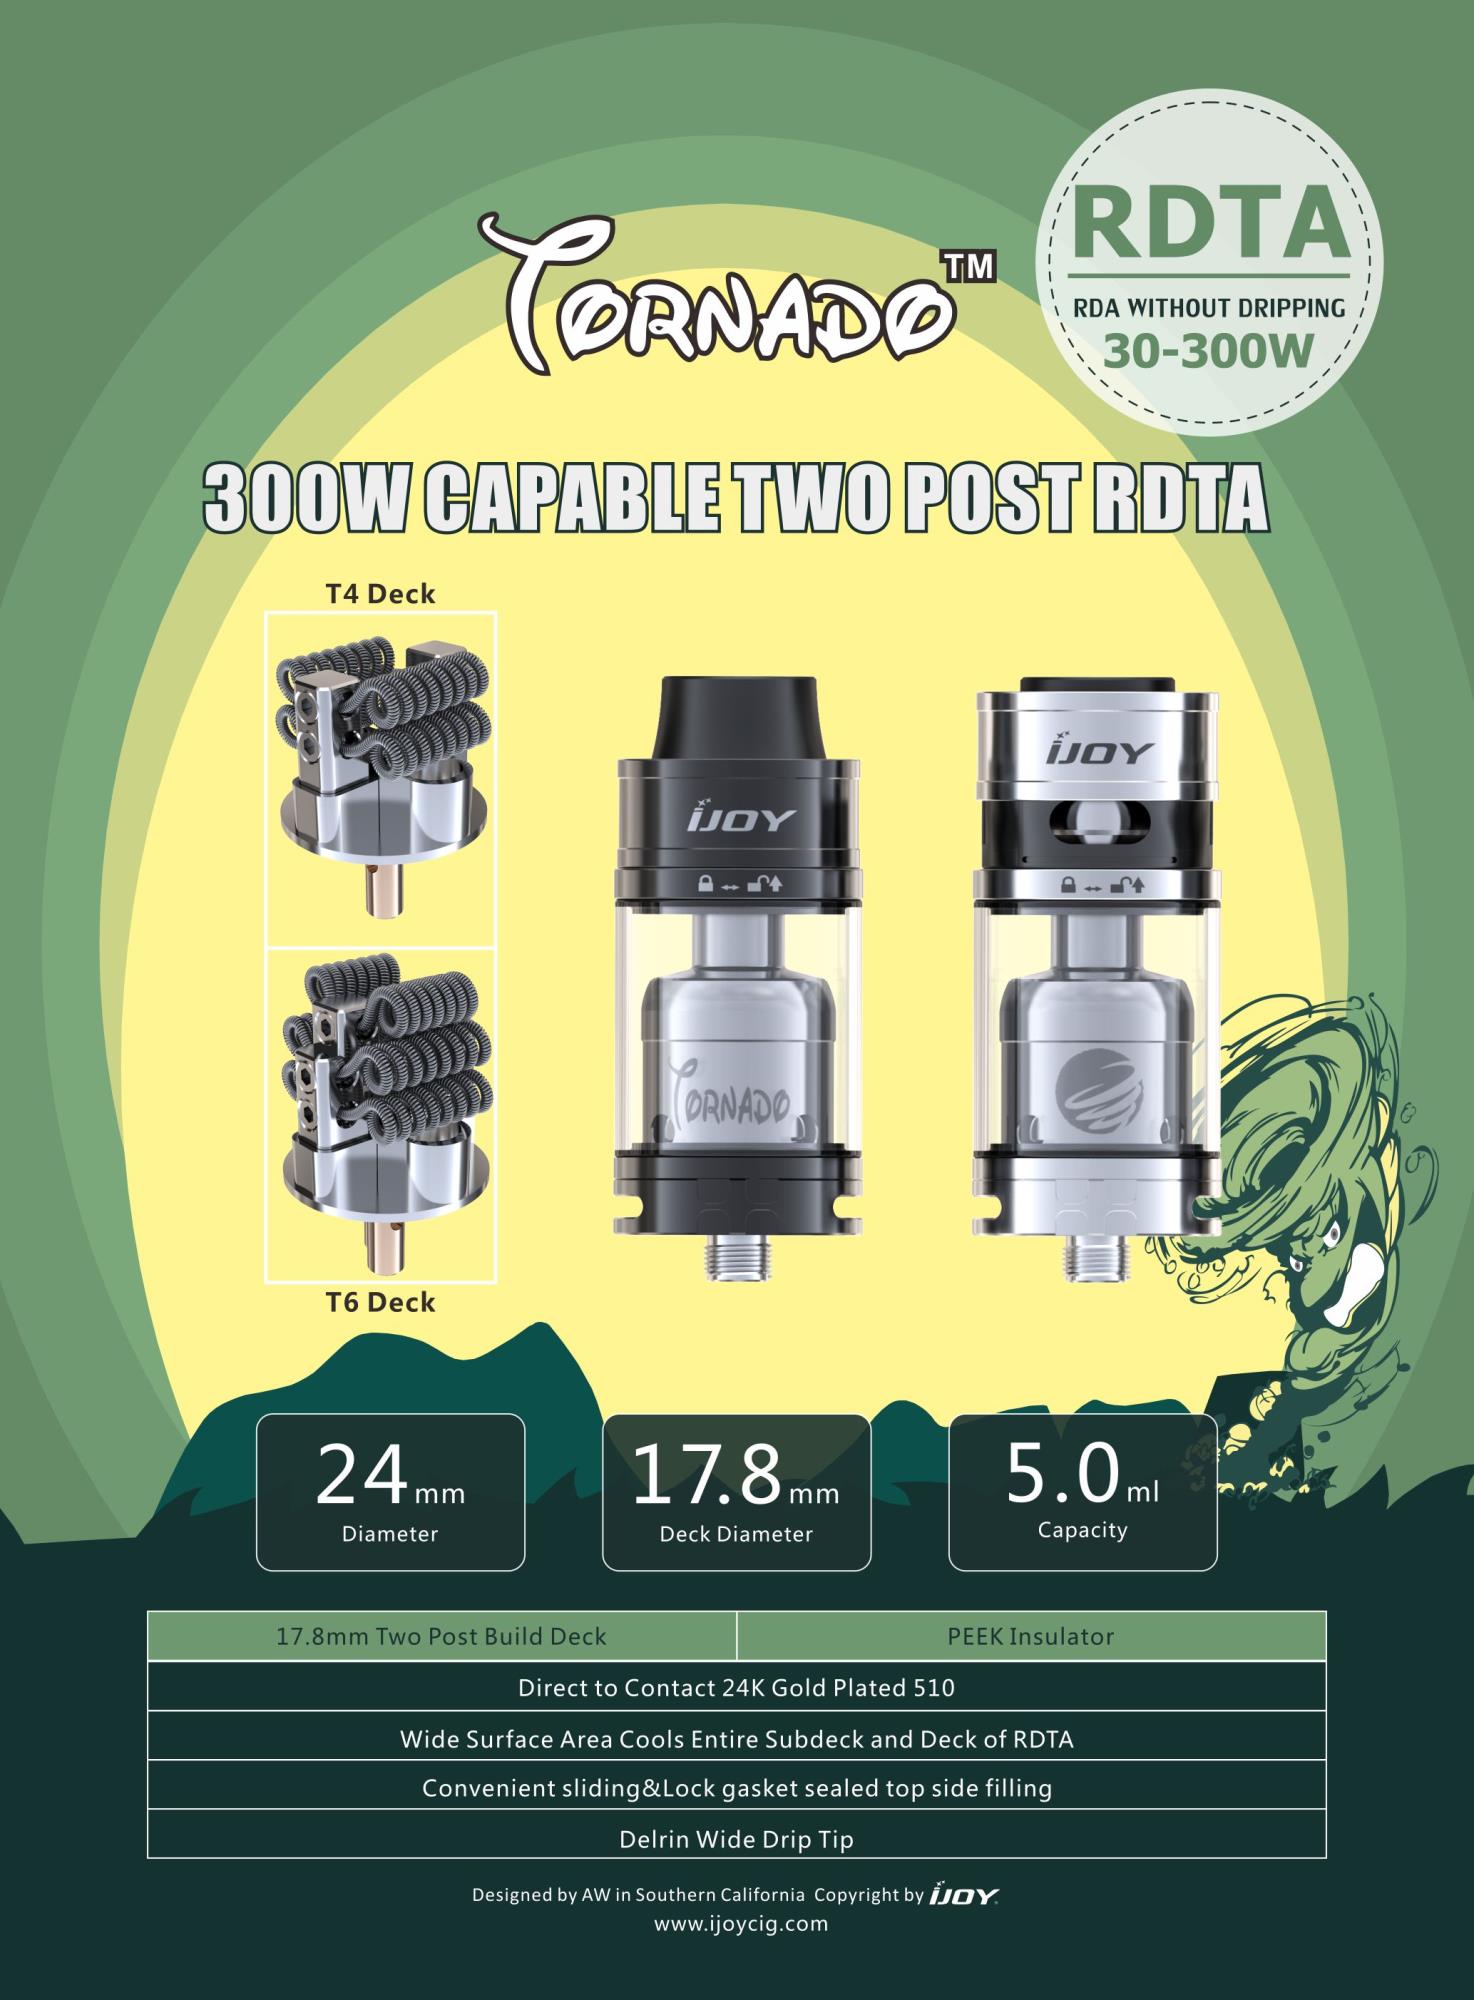 TORNADO™
RDTA
RDA WITHOUT DRIPPING
30-300W
300W CAPABLE TWO POST RDTA
T4 Deck
T6 Deck
iJOY
TORNADO
iJOY
24mm
Diameter
17.8mm
Deck Diameter
5.0ml
Capacity
17.8mm Two Post Build Deck
PEEK Insulator
Direct to Contact 24K Gold Plated 510
Wide Surface Area Cools Entire Subdeck and Deck of RDTA
Convenient sliding&Lock gasket sealed top side filling
Delrin Wide Drip Tip
Designed by AW in Southern California Copyright by iJOY
www.ijoycig.com